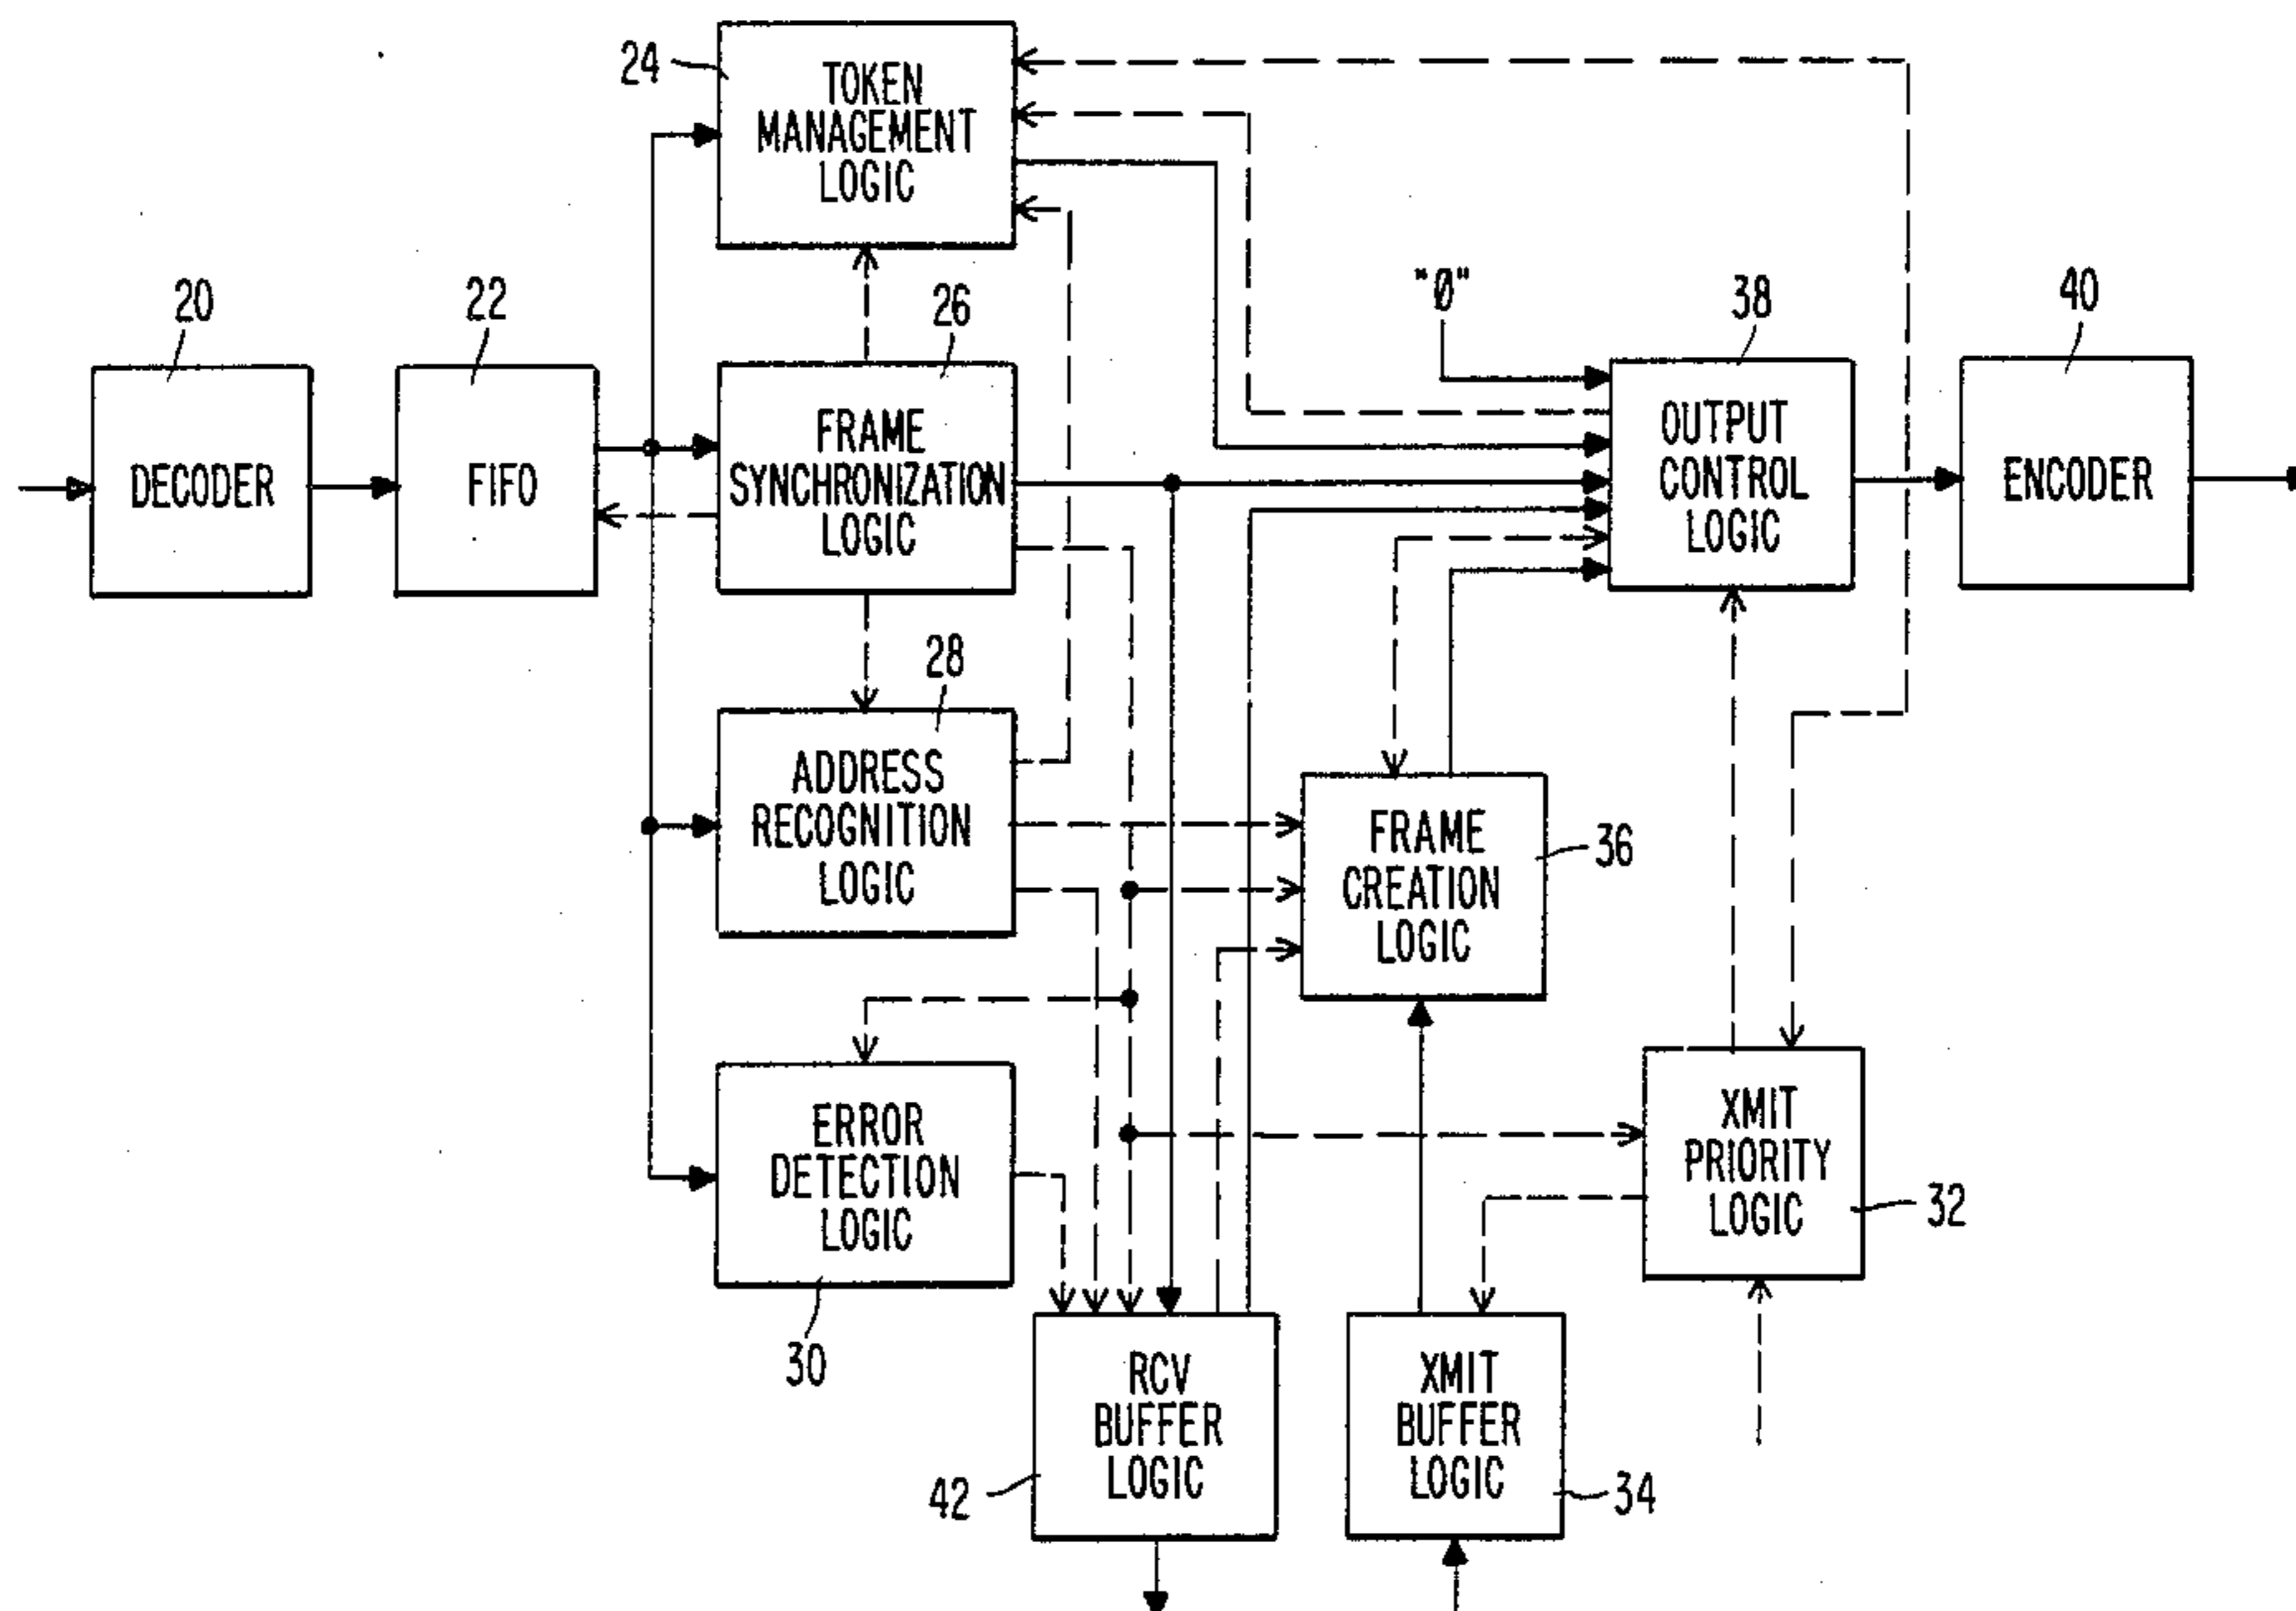 24
TOKEN
MANAGEMENT
LOGIC
20
22
26
"0"
38
40
DECODER
FIFO
FRAME
SYNCHRONIZATION
LOGIC
OUTPUT
CONTROL
LOGIC
ENCODER
28
ADDRESS
RECOGNITION
LOGIC
FRAME
CREATION
LOGIC
36
ERROR
DETECTION
LOGIC
30
XMIT
PRIORITY
LOGIC
32
RCV
BUFFER
LOGIC
42
XMIT
BUFFER
LOGIC
34